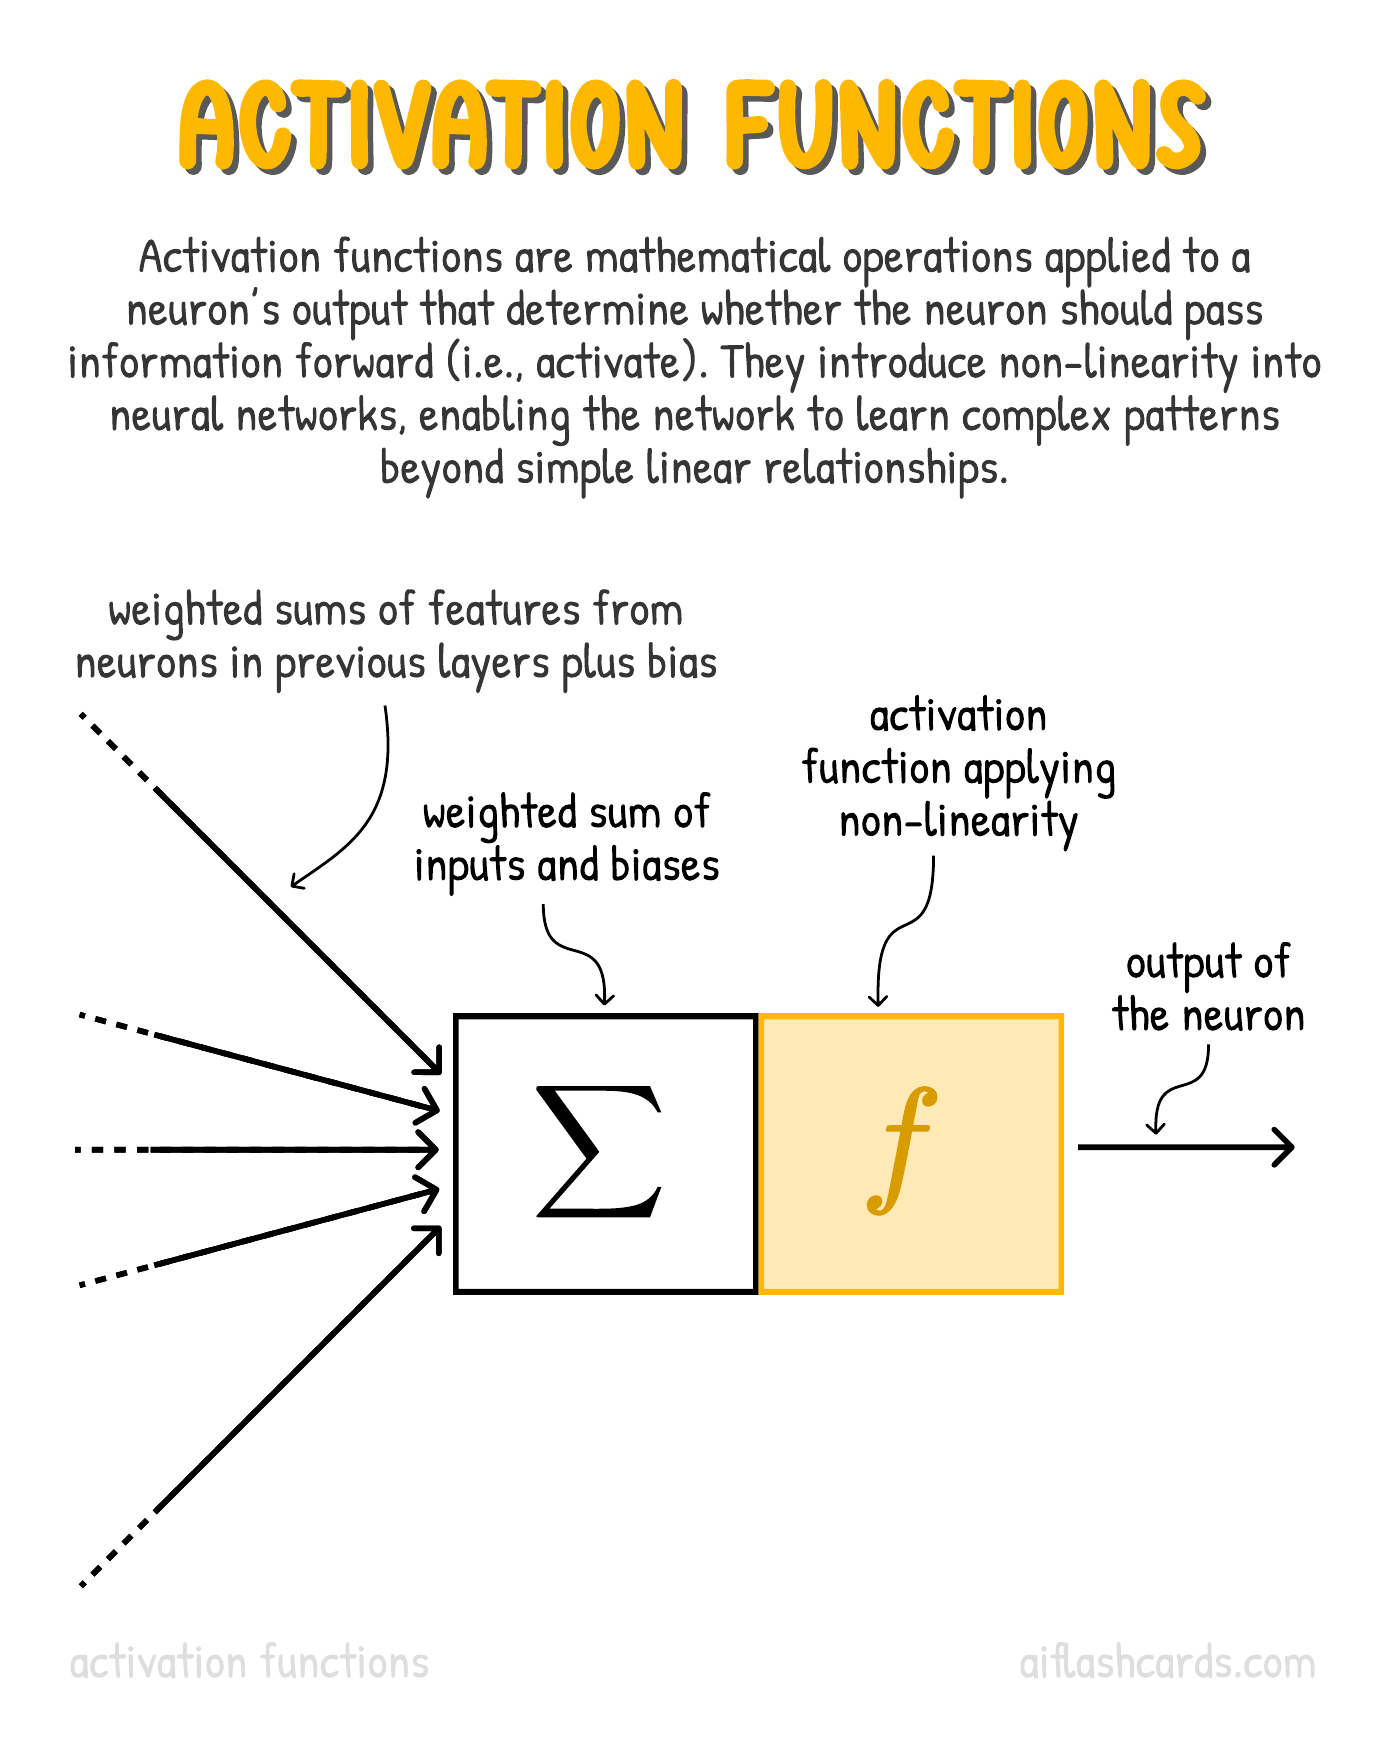 ACTIVATION FUNCTIONS
Activation functions are mathematical operations applied to a
neuron's output that determine whether the neuron should pass
information forward (i.e., activate). They introduce non-linearity into
neural networks, enabling the network to learn complex patterns
beyond simple linear relationships.
weighted sums of features from
neurons in previous layers plus bias
weighted sum of
inputs and biases
activation
function applying
non-linearity
output of
the neuron
Σ
f
activation functions
aiflashcards.com